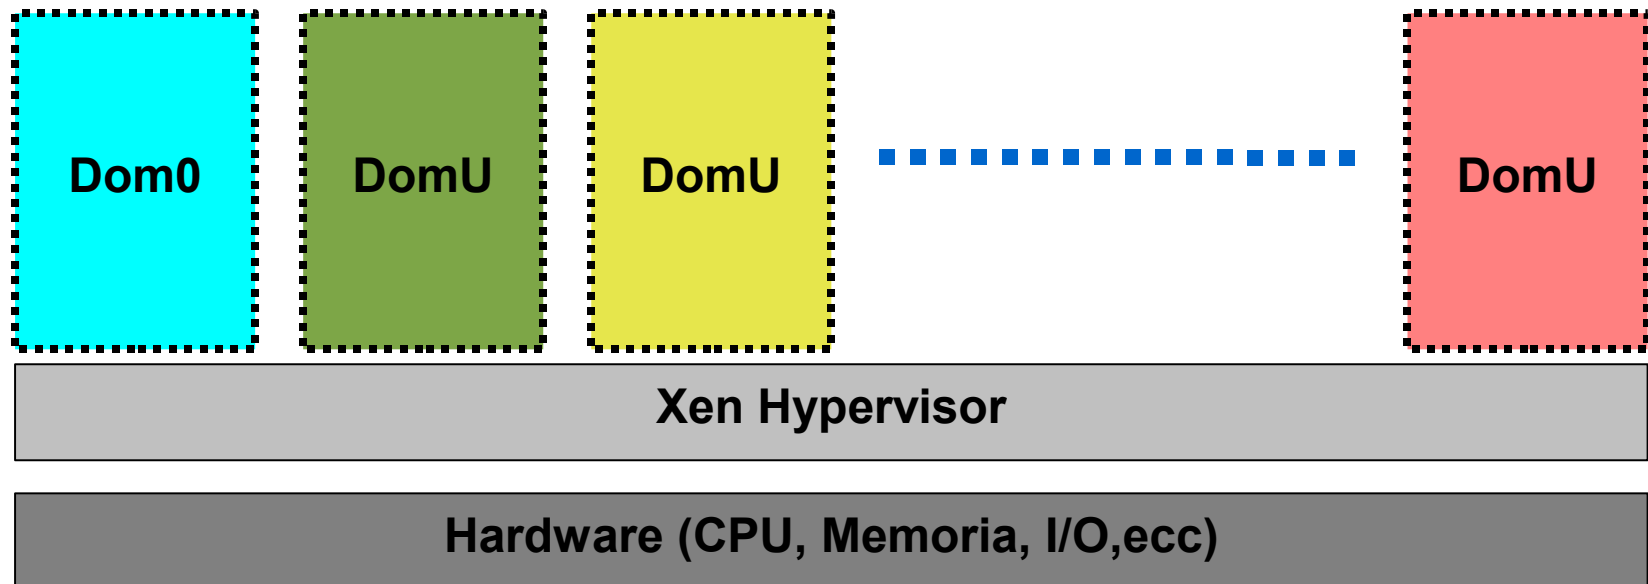 Dom0
DomU
DomU
DomU
Xen Hypervisor
Hardware (CPU, Memoria, I/O,ecc)